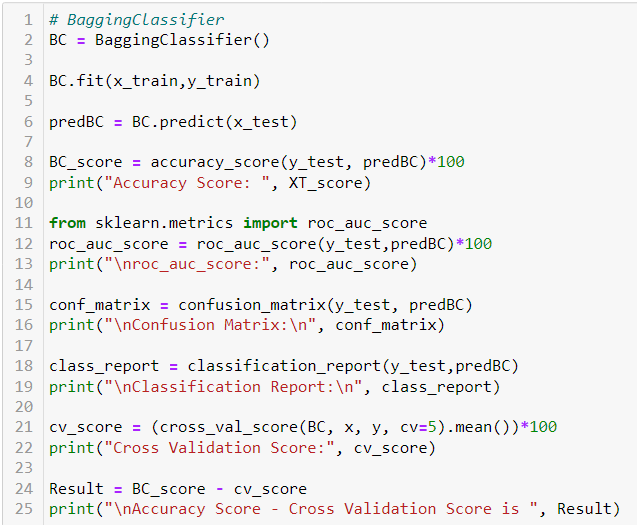 1 # BaggingClassifier
2 BC = BaggingClassifier()
3
4 BC.fit(x_train,y_train)
5
6 predBC = BC.predict(x_test)
7
8 BC_score = accuracy_score(y_test, predBC)*100
9 print("Accuracy Score: ", XT_score)
10
11 from sklearn.metrics import roc_auc_score
12 roc_auc_score = roc_auc_score(y_test,predBC)*100
13 print("\nroc_auc_score:", roc_auc_score)
14
15 conf_matrix = confusion_matrix(y_test, predBC)
16 print("\nConfusion Matrix:\n", conf_matrix)
17
18 class_report = classification_report(y_test,predBC)
19 print("\nClassification Report:\n", class_report)
20
21 cv_score = (cross_val_score(BC, x, y, cv=5).mean())*100
22 print("Cross Validation Score:", cv_score)
23
24 Result = BC_score - cv_score
25 print("\nAccuracy Score - Cross Validation Score is ", Result)